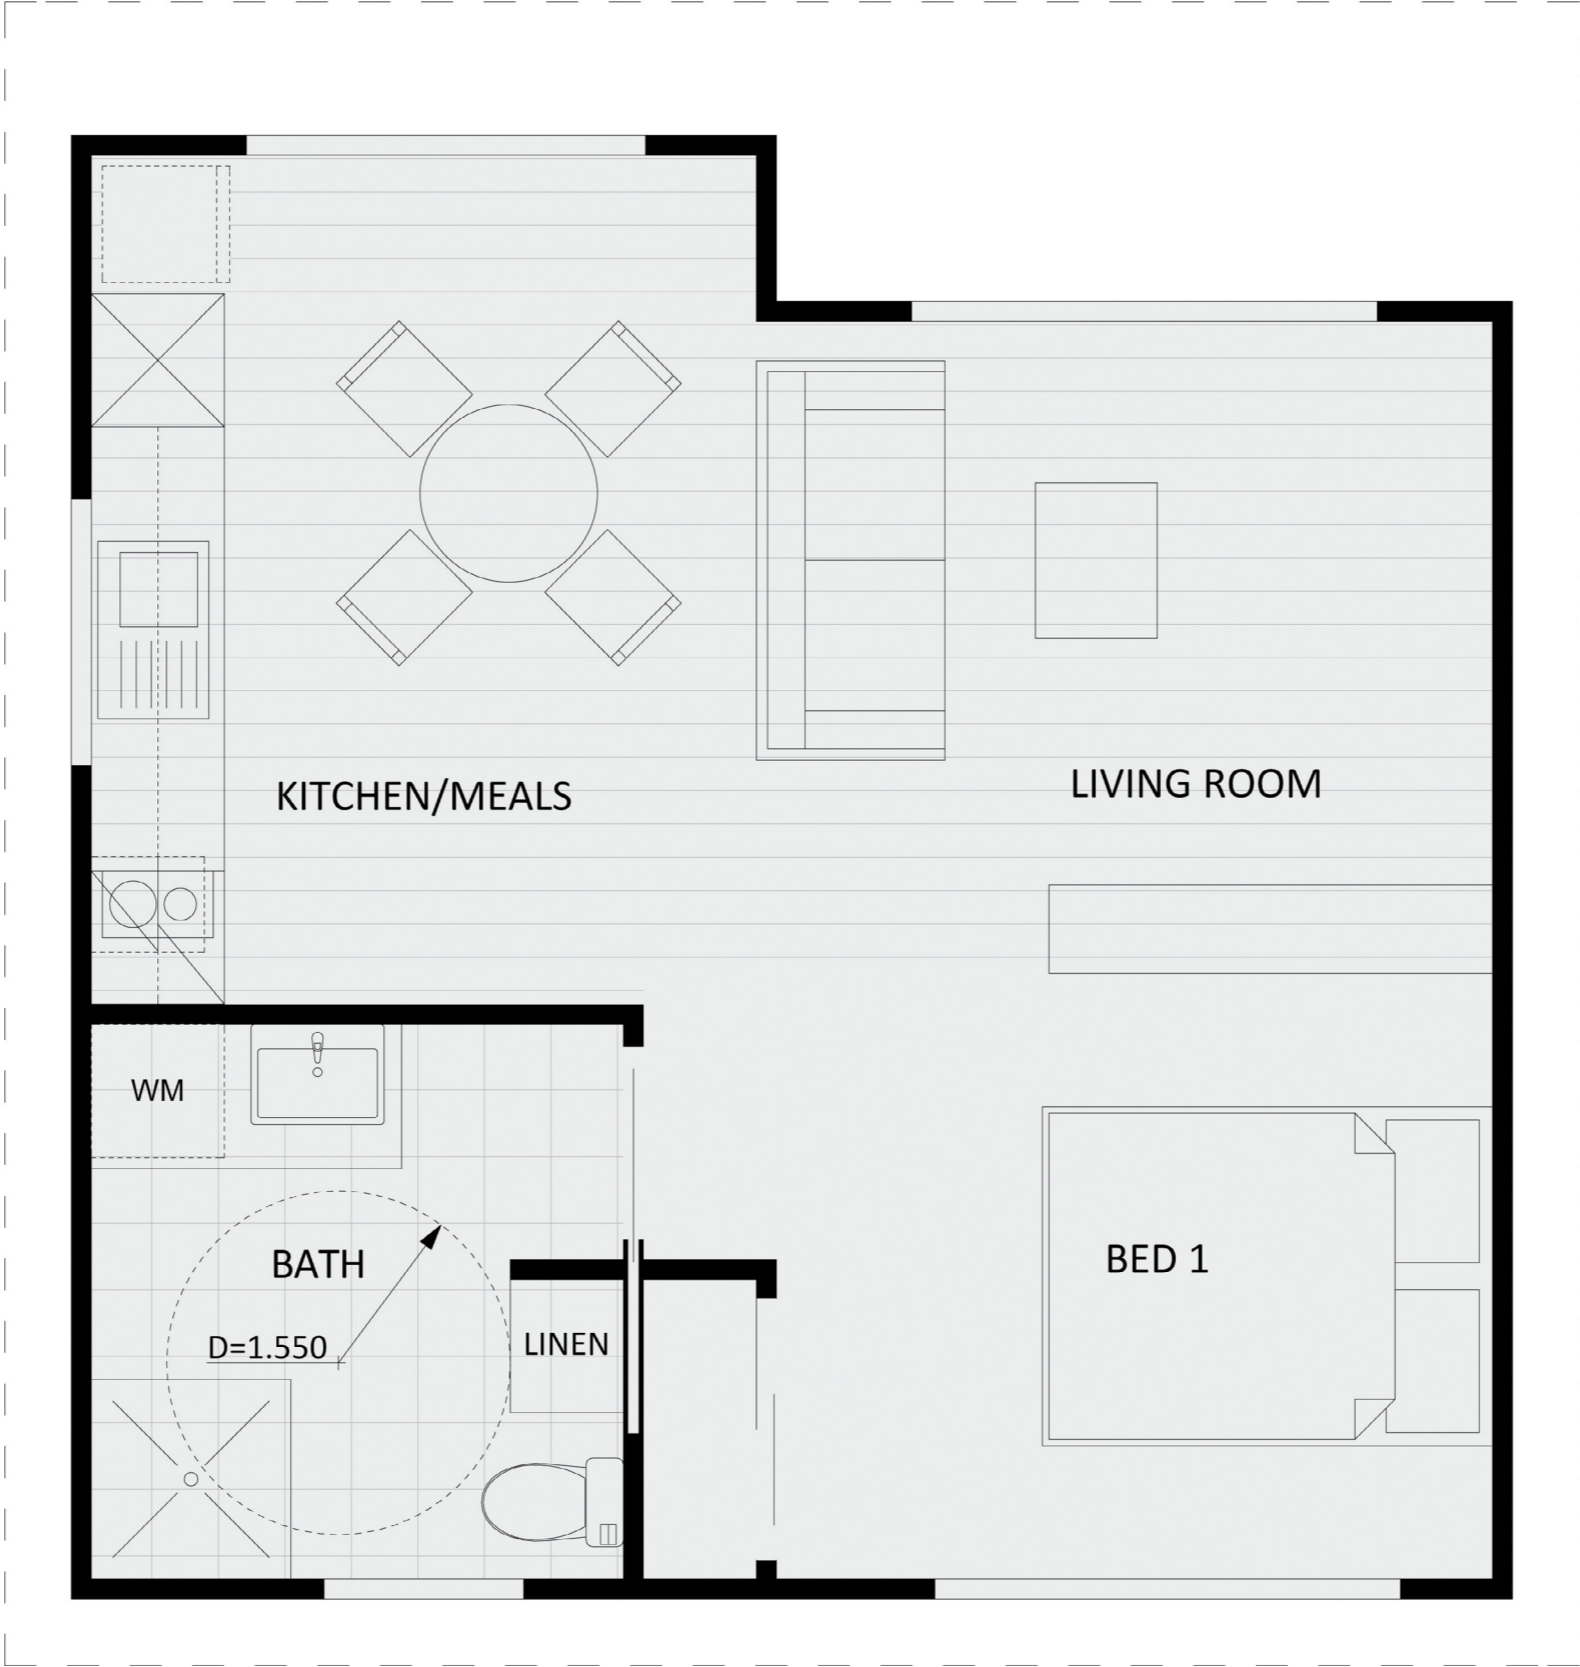 KITCHEN/MEALS
LIVING ROOM
WM
BATH
BED 1
D=1.550
LINEN